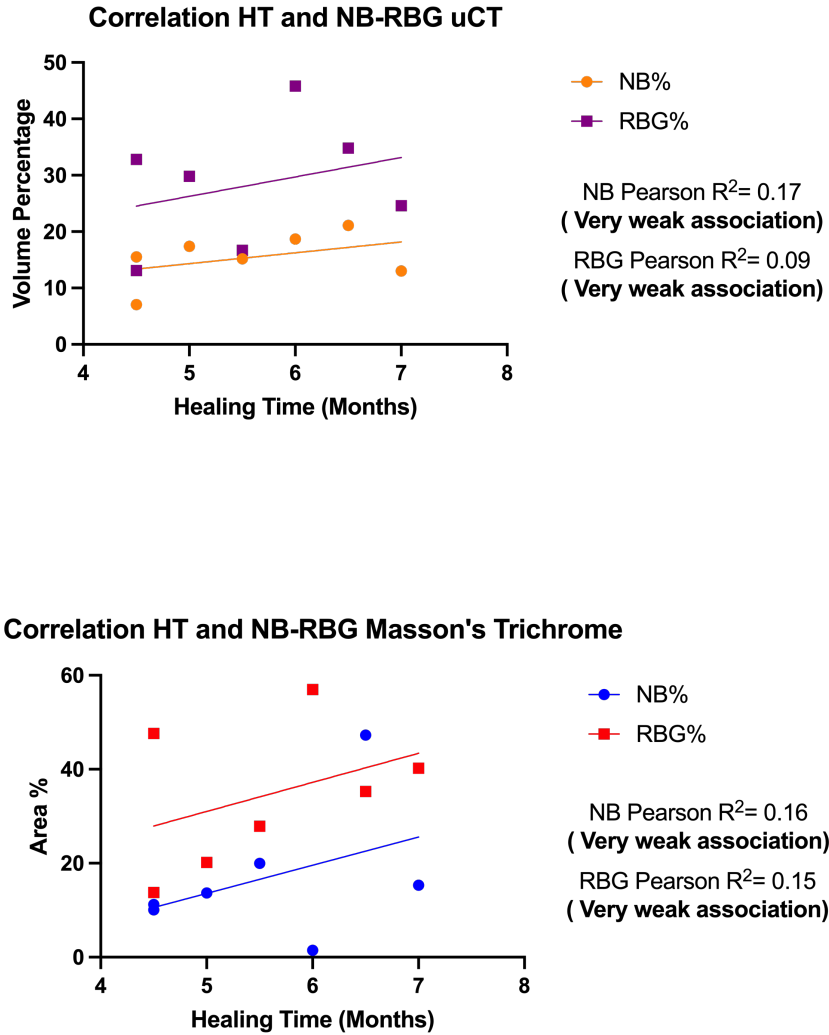 Correlation HT and NB-RBG uCT
50
40
30
20
10
0
Volume Percentage
4 5 6 7 8
Healing Time (Months)
NB%
RBG%
NB Pearson R²= 0.17
( Very weak association)
RBG Pearson R²= 0.09
( Very weak association)
Correlation HT and NB-RBG Masson's Trichrome
60
40
20
0
Area %
4 5 6 7 8
Healing Time (Months)
NB%
RBG%
NB Pearson R²= 0.16
( Very weak association)
RBG Pearson R²= 0.15
( Very weak association)